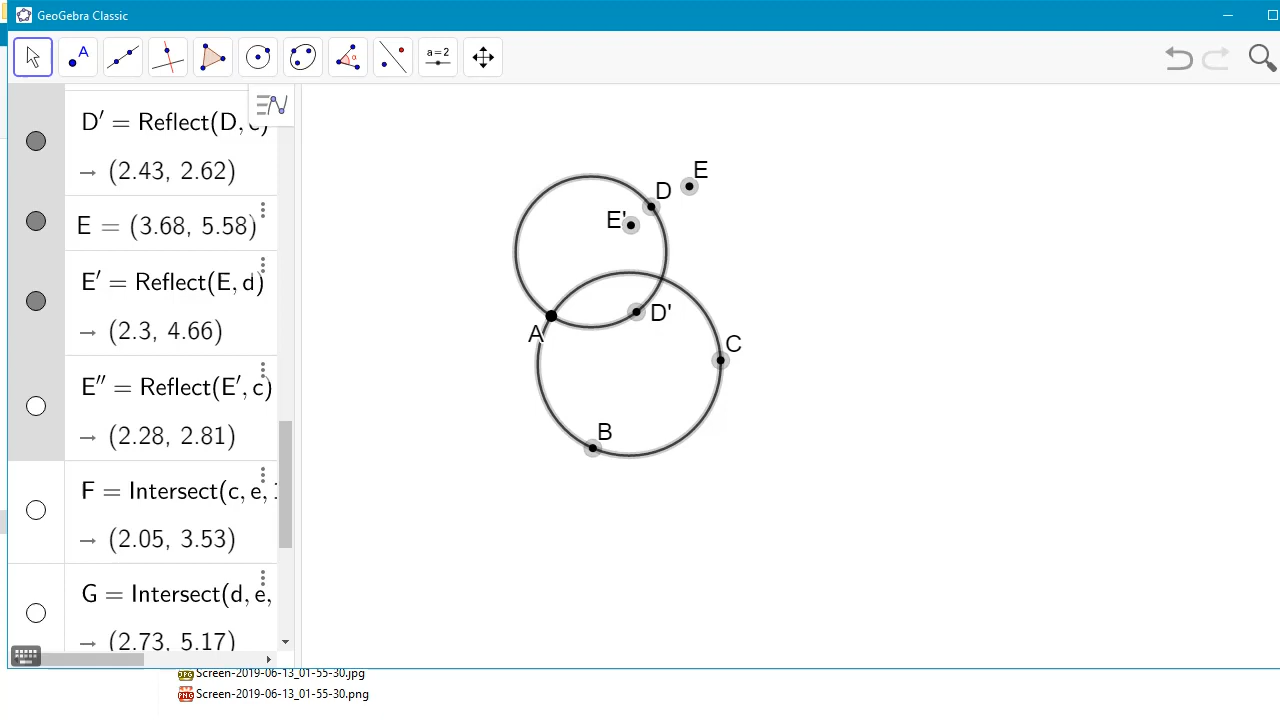 GeoGebra Classic
A
α
a=2
D′ = Reflect(D, c)
→ (2.43, 2.62)
E = (3.68, 5.58)
E′ = Reflect(E, d)
→ (2.3, 4.66)
E″ = Reflect(E′, c)
→ (2.28, 2.81)
F = Intersect(c, e,
→ (2.05, 3.53)
G = Intersect(d, e,
→ (2.73, 5.17)
E
D
E'
D'
A
C
B
Screen-2019-06-13_01-55-30.jpg
Screen-2019-06-13_01-55-30.png